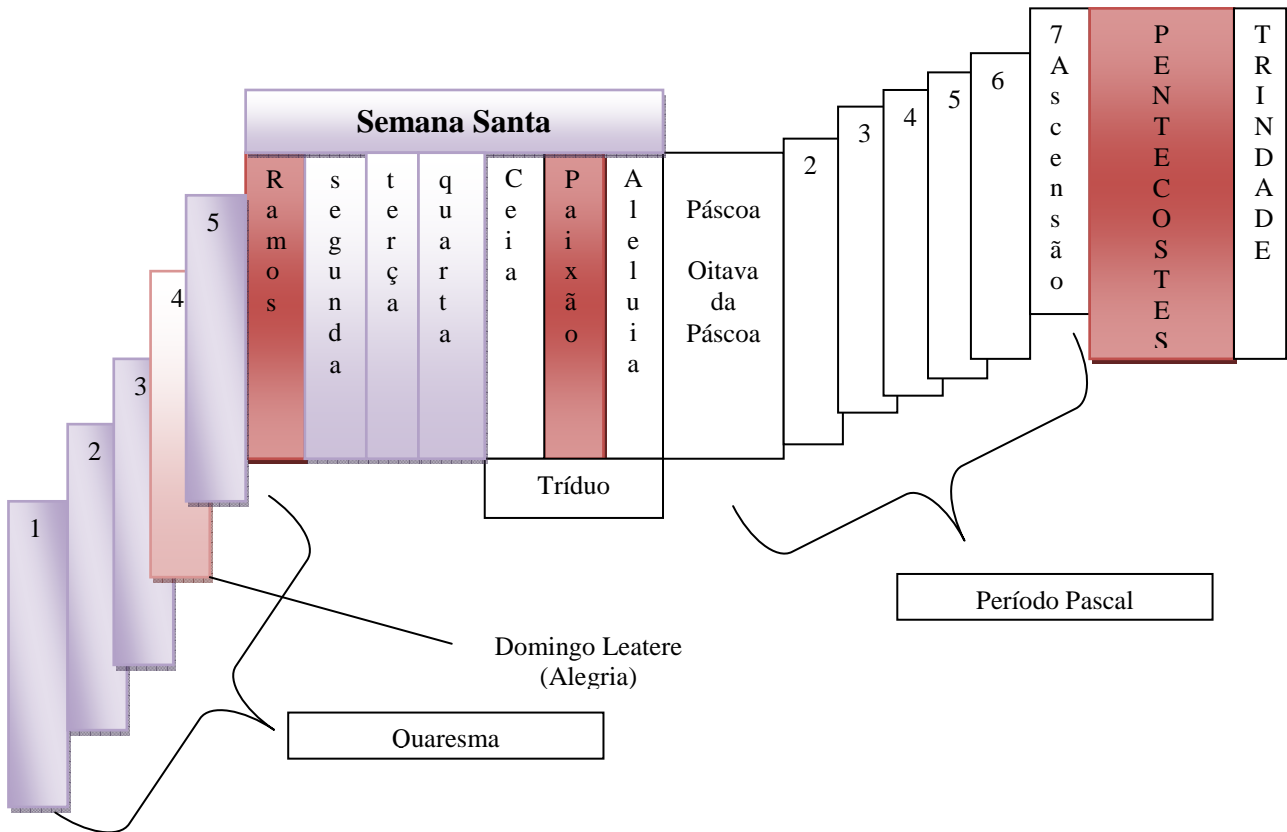 1
2
3
4
5
Semana Santa
Ramos
segunda
terça
quarta
Ceia
Paixão
Aleluia
Tríduo
Páscoa
Oitava
da
Páscoa
2
3
4
5
6
7
Ascensão
PENTECOSTES
TRINDADE
Período Pascal
Domingo Leatere
(Alegria)
Quaresma